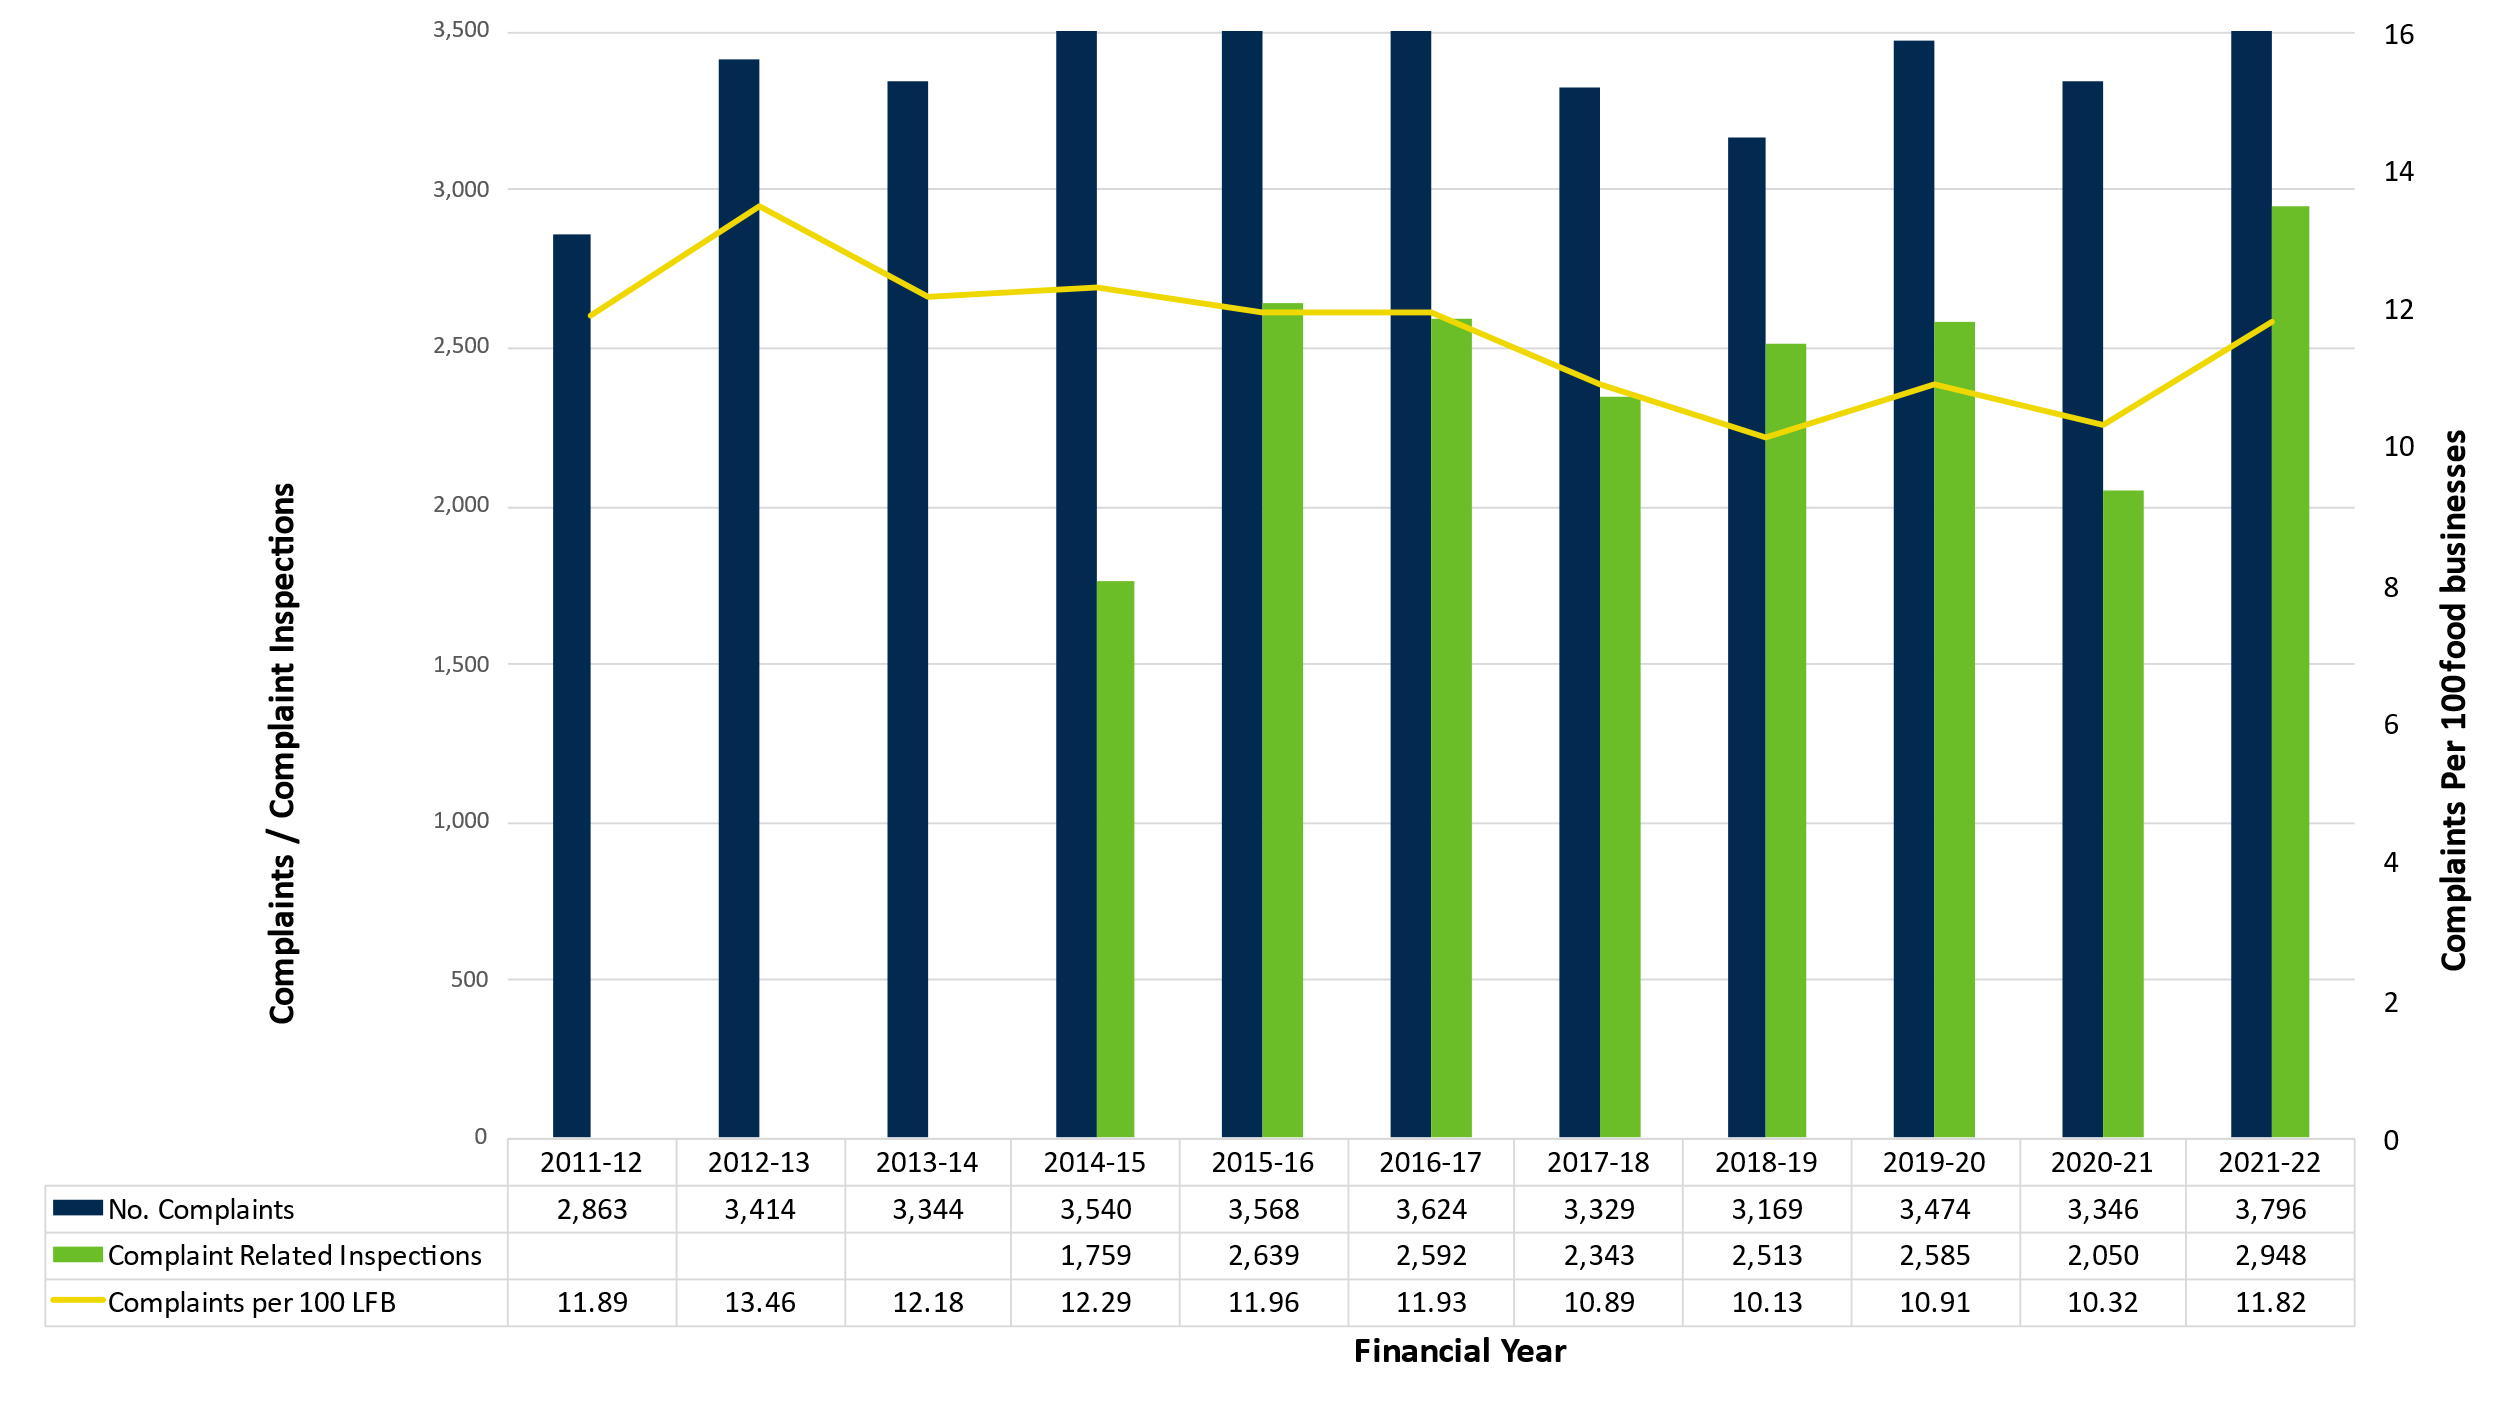 3,500
3,000
2,500
2,000
1,500
1,000
500
0
Complaints / Complaint Inspections
16
14
12
10
8
6
4
2
0
Complaints Per 100 food businesses
2011-12 2012-13 2013-14 2014-15 2015-16 2016-17 2017-18 2018-19 2019-20 2020-21 2021-22
No. Complaints 2,863 3,414 3,344 3,540 3,568 3,624 3,329 3,169 3,474 3,346 3,796
Complaint Related Inspections 1,759 2,639 2,592 2,343 2,513 2,585 2,050 2,948
Complaints per 100 LFB 11.89 13.46 12.18 12.29 11.96 11.93 10.89 10.13 10.91 10.32 11.82
Financial Year